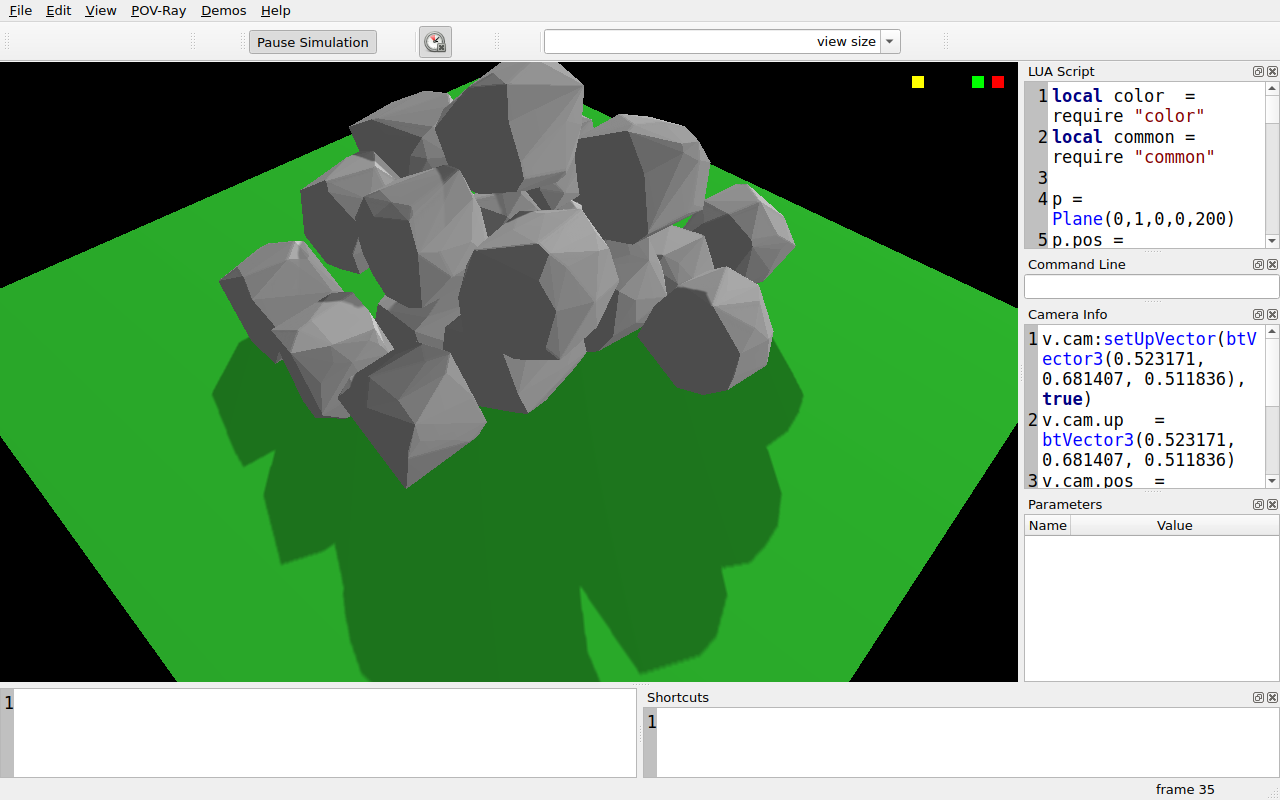 File Edit View POV-Ray Demos Help
Pause Simulation
view size
LUA Script
1 local color  =
require "color"
2 local common =
require "common"
3
4 p =
Plane(0,1,0,0,200)
5 p.pos =
Command Line
Camera Info
1 v.cam:setUpVector(btV
ector3(0.523171,
0.681407, 0.511836),
true)
2 v.cam.up   =
btVector3(0.523171,
0.681407, 0.511836)
3 v.cam.pos  =
Parameters
Name Value
1
Shortcuts
1
frame 35